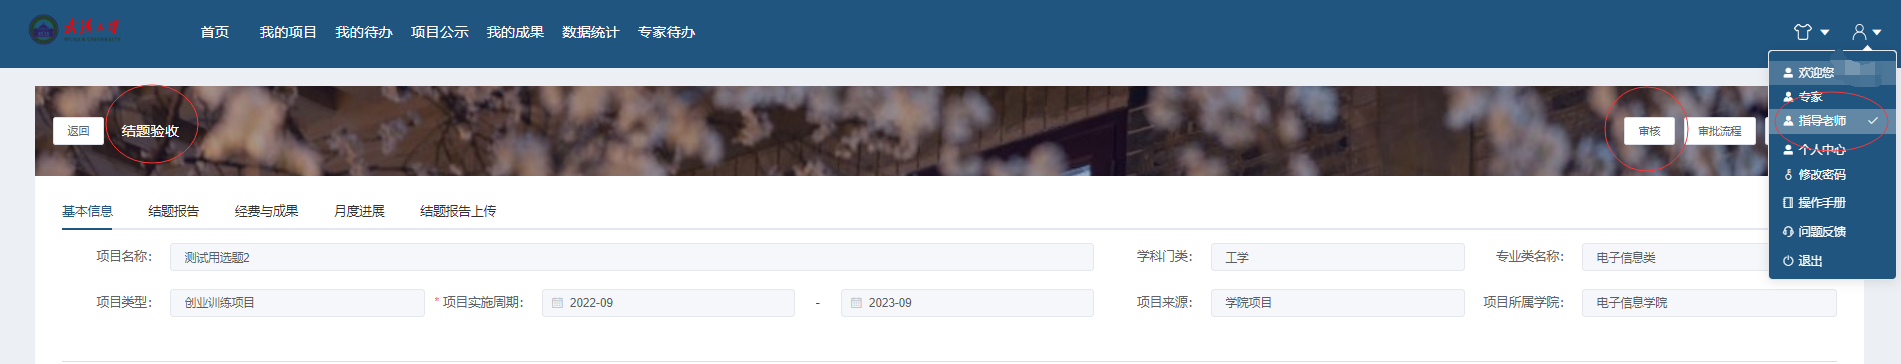 武汉大学
首页 我的项目 我的待办 项目公示 我的成果 数据统计 专家待办
欢迎您
专家
指导老师
个人中心
修改密码
操作手册
问题反馈
退出
返回 结题验收 审核 审批流程
基本信息 结题报告 经费与成果 月度进展 结题报告上传
项目名称： 测试用选题2 学科门类： 工学 专业类名称： 电子信息类
项目类型： 创业训练项目 * 项目实施周期： 2022-09 - 2023-09 项目来源： 学院项目 项目所属学院： 电子信息学院